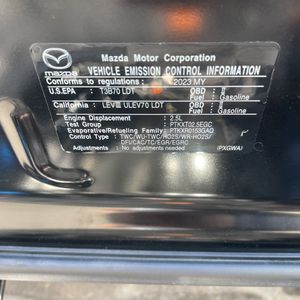 mazda
Mazda Motor Corporation
VEHICLE EMISSION CONTROL INFORMATION
Conforms to regulations : 2023 MY
U.S.EPA : T3B70 LDT OBD : II
Fuel : Gasoline
California : LEVIII ULEV70 LDT OBD : II
Fuel : Gasoline
Engine Displacement : 2.5L
Test Group : PTKXT02.5EGC
Evaporative/Refueling Family : PTKXR0153GAQ
Control Type : TWC/WU-TWC/HO2S/WR-HO2S/
DFI/CAC/TC/EGR/EGRC
Adjustments : No adjustments needed (PXGWA)